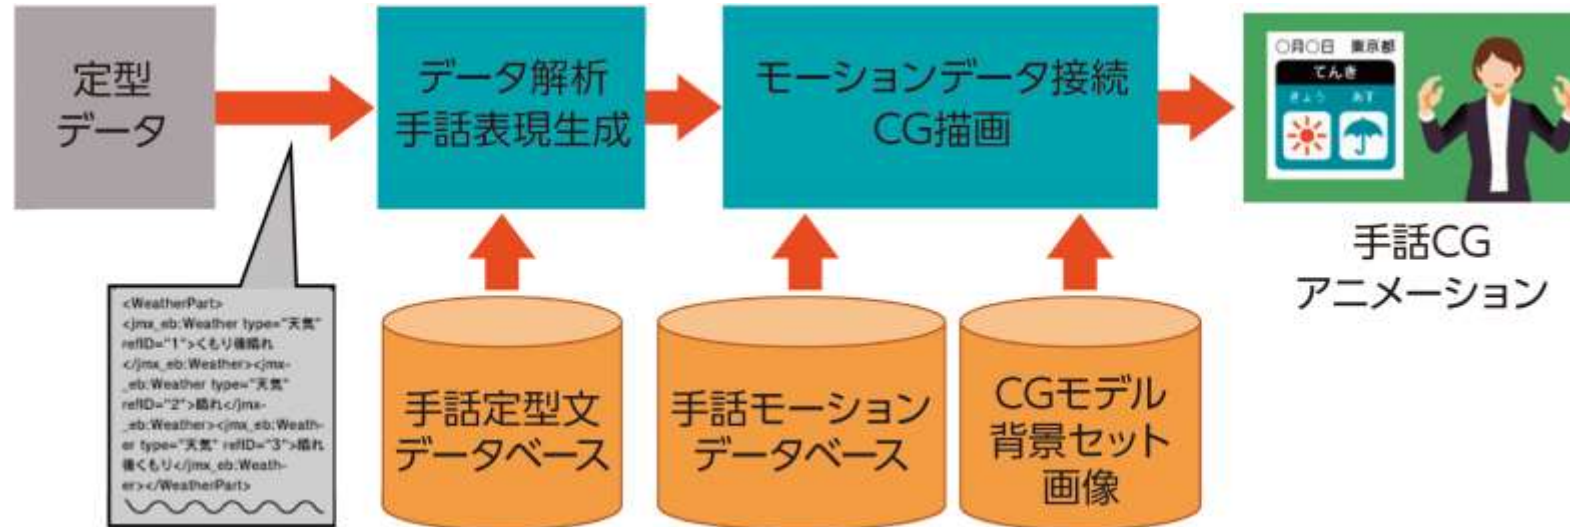 定型
データ
データ解析
手話表現生成
モーションデータ接続
CG描画
○月○日 東京都
てんき
きょう あす
手話CG
アニメーション
<WeatherPart>
<jmx_eb:Weather type="天気"
refID="1">くもり後晴れ
</jmx_eb:Weather><jmx-
_eb:Weather type="天気"
refID="2">晴れ</jmx-
_eb:Weather><jmx_eb:Weath-
er type="天気" refID="3">晴れ
後くもり</jmx_eb:Weath-
er></WeatherPart>
手話定型文
データベース
手話モーション
データベース
CGモデル
背景セット
画像